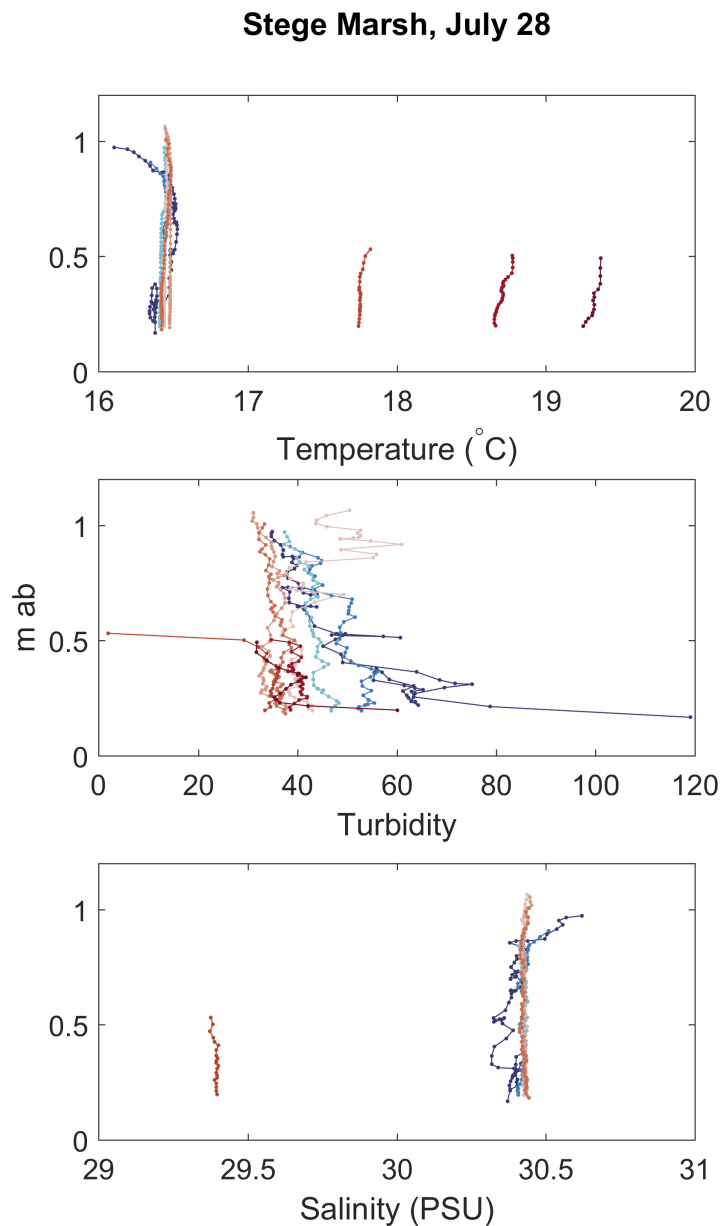 Stege Marsh, July 28
1
0.5
0
16 17 18 19 20
Temperature (°C)
1
0.5
0
m ab
0 20 40 60 80 100 120
Turbidity
1
0.5
0
29 29.5 30 30.5 31
Salinity (PSU)